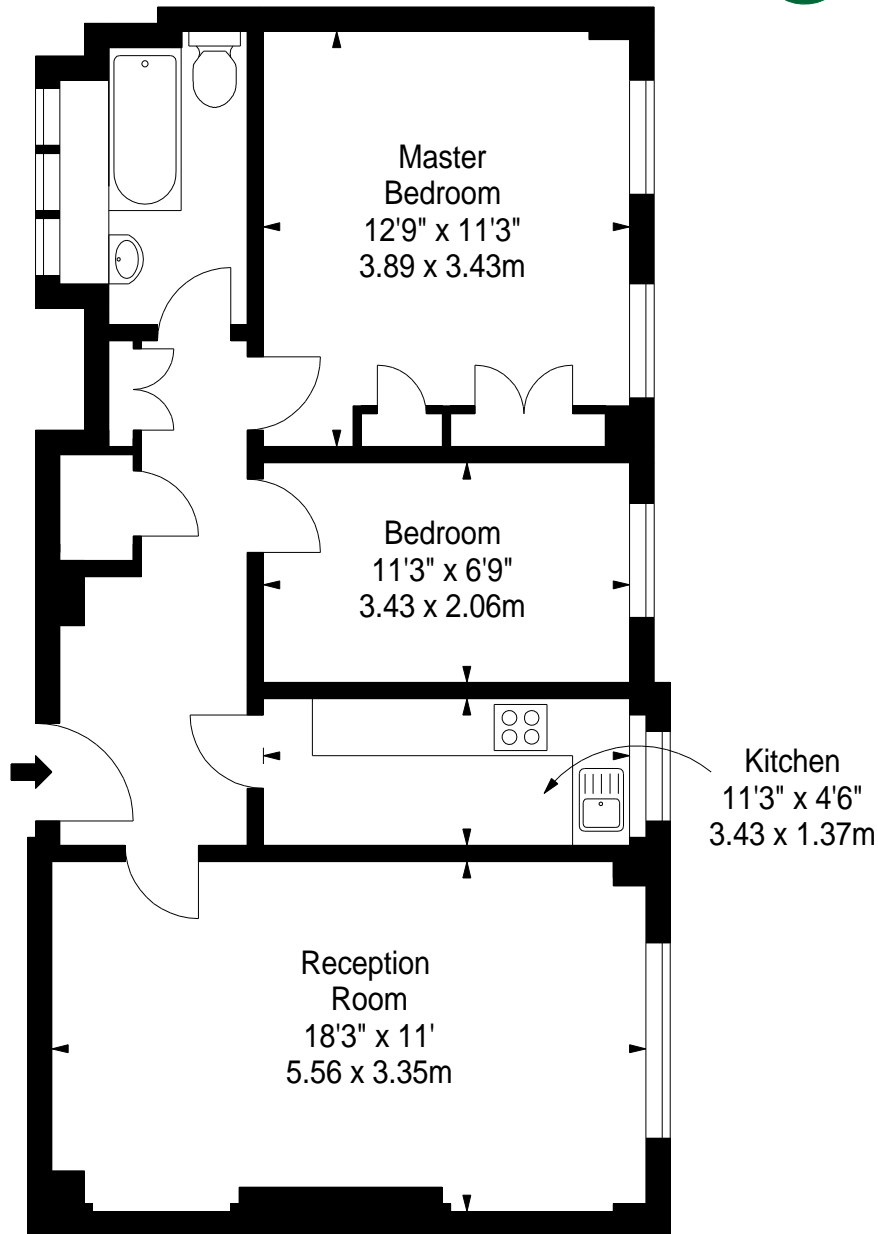 Master
Bedroom
12'9" x 11'3"
3.89 x 3.43m
Bedroom
11'3" x 6'9"
3.43 x 2.06m
Kitchen
11'3" x 4'6"
3.43 x 1.37m
Reception
Room
18'3" x 11'
5.56 x 3.35m